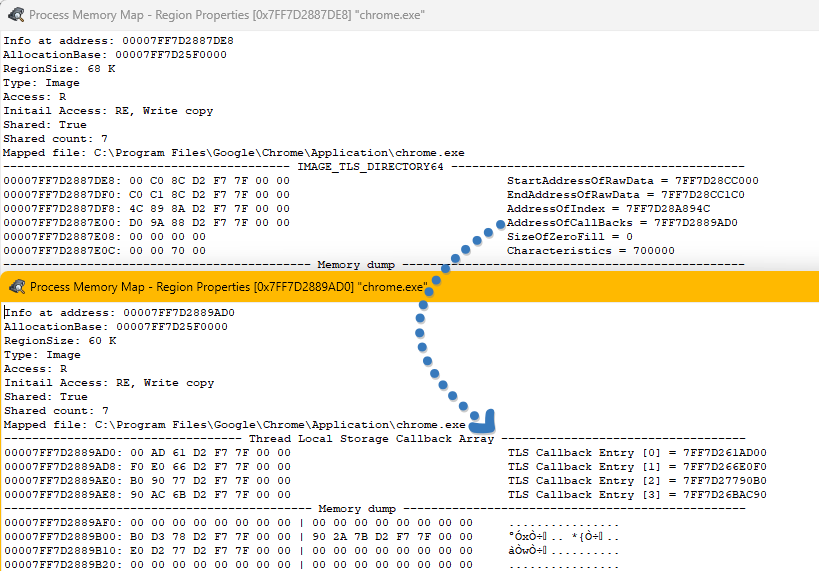 Process Memory Map - Region Properties [0x7FF7D2887DE8] "chrome.exe"
Info at address: 00007FF7D2887DE8
AllocationBase: 00007FF7D25F0000
RegionSize: 68 K
Type: Image
Access: R
Initail Access: RE, Write copy
Shared: True
Shared count: 7
Mapped file: C:\Program Files\Google\Chrome\Application\chrome.exe
------------------------------------------ IMAGE_TLS_DIRECTORY64 ------------------------------------------
00007FF7D2887DE8: 00 C0 8C D2 F7 7F 00 00 StartAddressOfRawData = 7FF7D28CC000
00007FF7D2887DF0: C0 C1 8C D2 F7 7F 00 00 EndAddressOfRawData = 7FF7D28CC1C0
00007FF7D2887DF8: 4C 89 8A D2 F7 7F 00 00 AddressOfIndex = 7FF7D28A894C
00007FF7D2887E00: D0 9A 88 D2 F7 7F 00 00 AddressOfCallBacks = 7FF7D2889AD0
00007FF7D2887E08: 00 00 00 00 SizeOfZeroFill = 0
00007FF7D2887E0C: 00 00 70 00 Characteristics = 700000
--------------------------------------------- Memory dump ---------------------------------------------
Process Memory Map - Region Properties [0x7FF7D2889AD0] "chrome.exe"
Info at address: 00007FF7D2889AD0
AllocationBase: 00007FF7D25F0000
RegionSize: 60 K
Type: Image
Access: R
Initail Access: RE, Write copy
Shared: True
Shared count: 7
Mapped file: C:\Program Files\Google\Chrome\Application\chrome.exe
----------------------------------- Thread Local Storage Callback Array -----------------------------------
00007FF7D2889AD0: 00 AD 61 D2 F7 7F 00 00 TLS Callback Entry [0] = 7FF7D261AD00
00007FF7D2889AD8: F0 E0 66 D2 F7 7F 00 00 TLS Callback Entry [1] = 7FF7D266E0F0
00007FF7D2889AE0: B0 90 77 D2 F7 7F 00 00 TLS Callback Entry [2] = 7FF7D27790B0
00007FF7D2889AE8: 90 AC 6B D2 F7 7F 00 00 TLS Callback Entry [3] = 7FF7D26BAC90
--------------------------------------------- Memory dump ---------------------------------------------
00007FF7D2889AF0: 00 00 00 00 00 00 00 00 | 00 00 00 00 00 00 00 00 ................
00007FF7D2889B00: B0 D3 78 D2 F7 7F 00 00 | 90 2A 7B D2 F7 7F 00 00 °ÓxÒ÷.. *{Ò÷..
00007FF7D2889B10: E0 D2 77 D2 F7 7F 00 00 | 00 00 00 00 00 00 00 00 àÒwÒ÷..........
00007FF7D2889B20: 00 00 00 00 00 00 00 00 | 00 00 00 00 00 00 00 00 ................